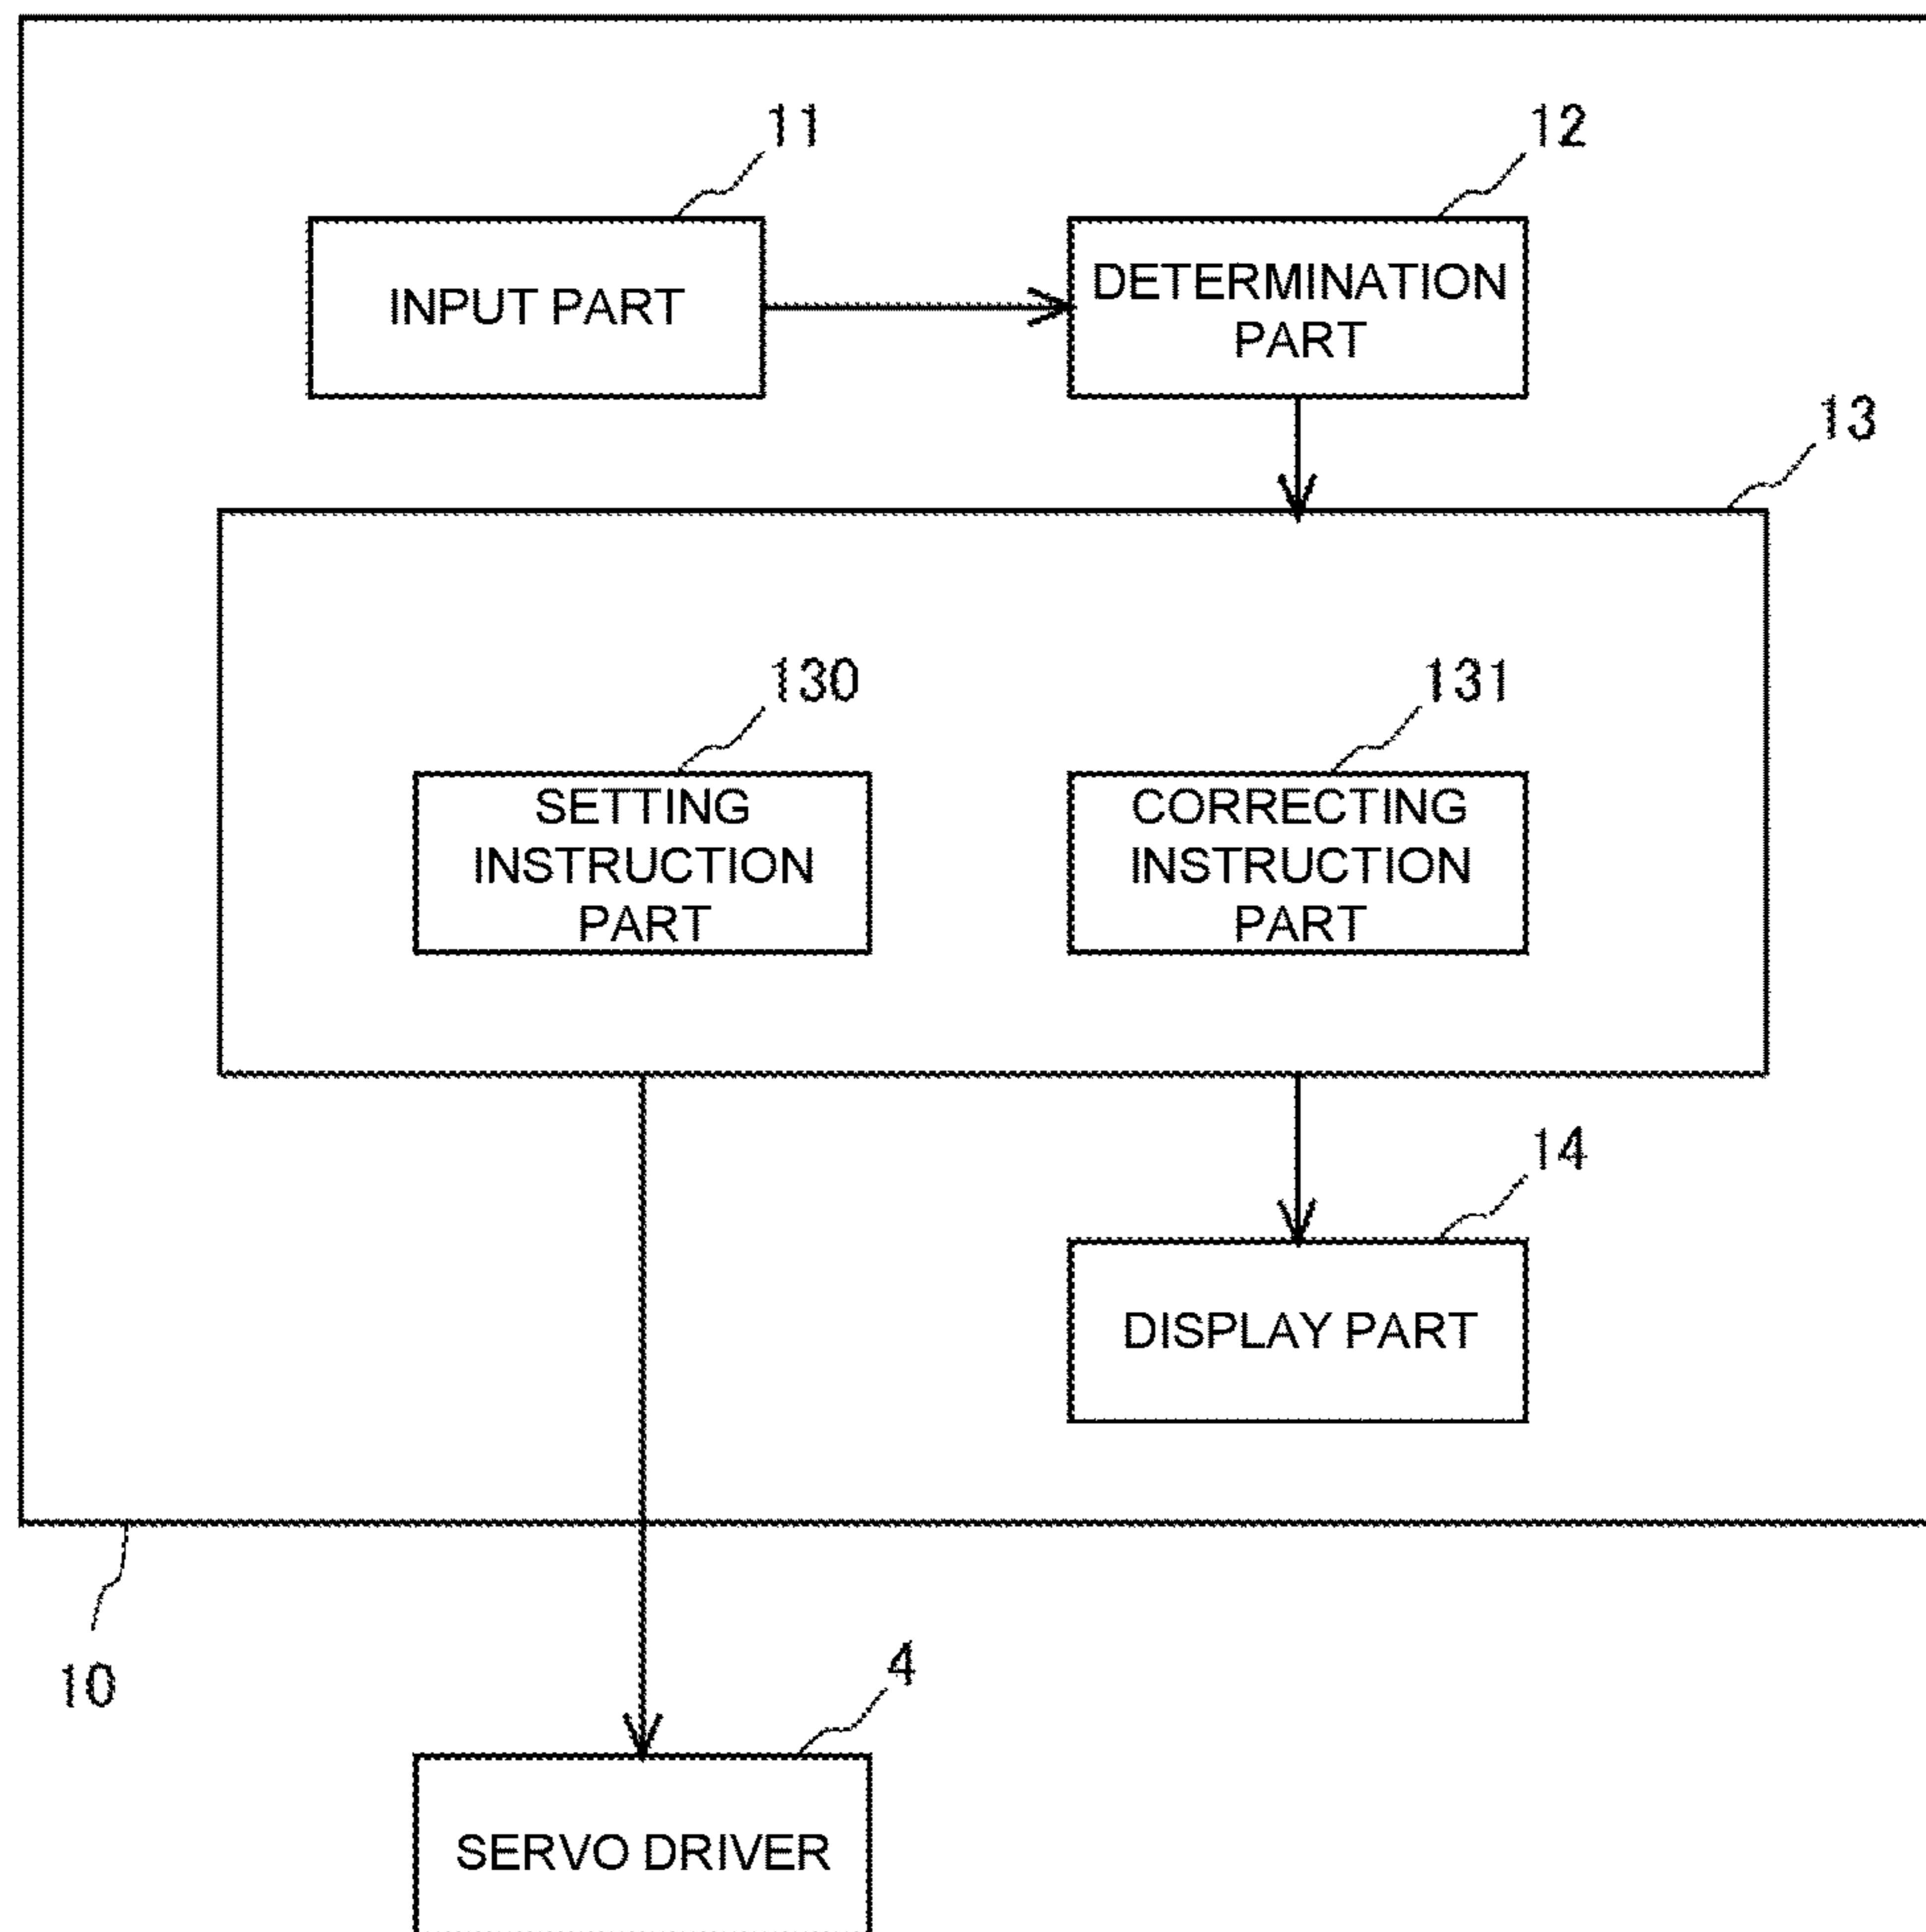 11
12
INPUT PART
DETERMINATION
PART
13
130
131
SETTING
INSTRUCTION
PART
CORRECTING
INSTRUCTION
PART
14
DISPLAY PART
10
4
SERVO DRIVER